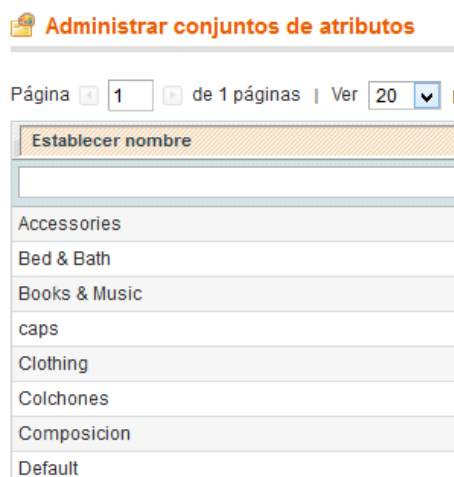 Administrar conjuntos de atributos
Página 1 de 1 páginas | Ver 20
Establecer nombre
Accessories
Bed & Bath
Books & Music
caps
Clothing
Colchones
Composicion
Default